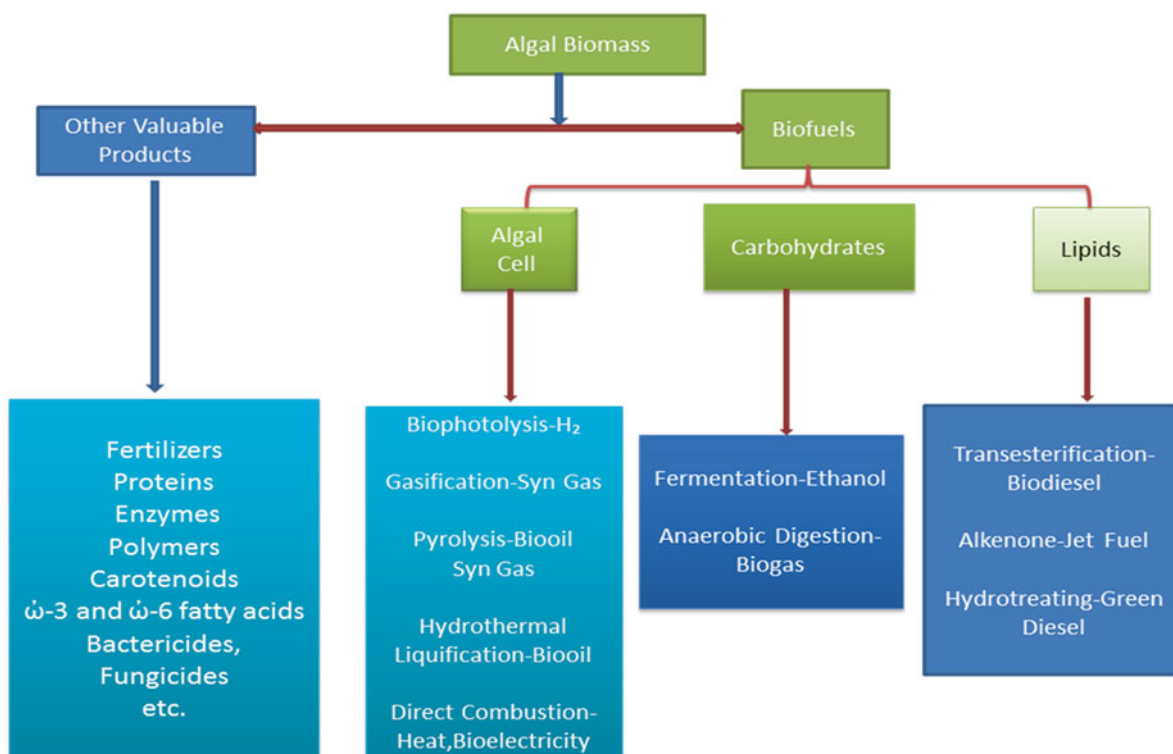 Algal Biomass
Other Valuable
Products
Biofuels
Algal
Cell
Carbohydrates
Lipids
Fertilizers
Proteins
Enzymes
Polymers
Carotenoids
ώ-3 and ώ-6 fatty acids
Bactericides,
Fungicides
etc.
Biophotolysis-H₂
Gasification-Syn Gas
Pyrolysis-Biooil
Syn Gas
Hydrothermal
Liquification-Biooil
Direct Combustion-
Heat,Bioelectricity
Fermentation-Ethanol
Anaerobic Digestion-
Biogas
Transesterification-
Biodiesel
Alkenone-Jet Fuel
Hydrotreating-Green
Diesel